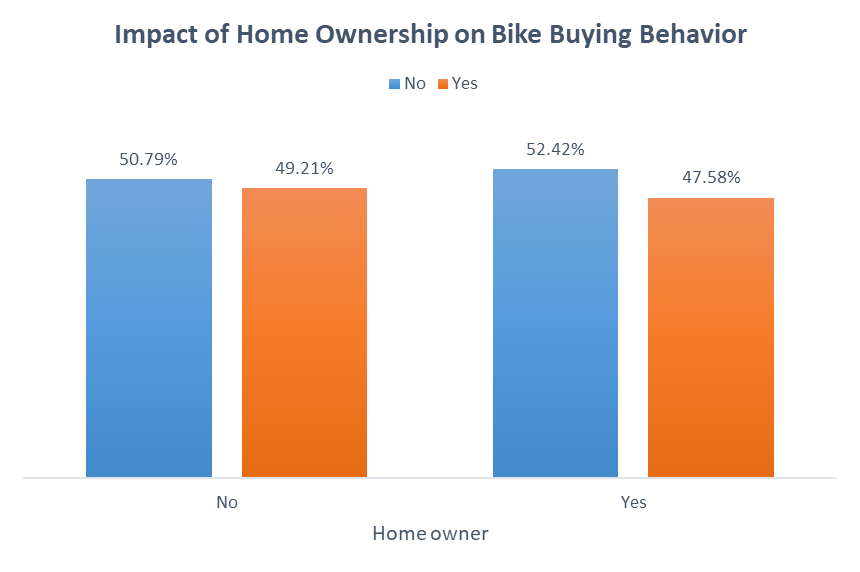 Impact of Home Ownership on Bike Buying Behavior
No Yes
50.79%
49.21%
52.42%
47.58%
No
Yes
Home owner